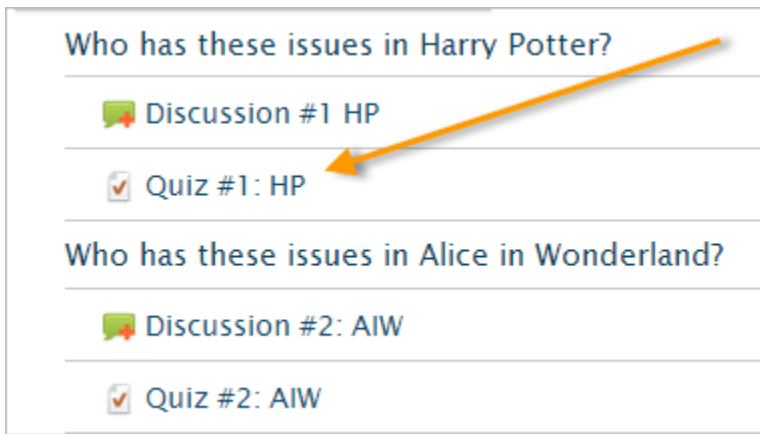 Who has these issues in Harry Potter?
Discussion #1 HP
Quiz #1: HP
Who has these issues in Alice in Wonderland?
Discussion #2: AIW
Quiz #2: AIW